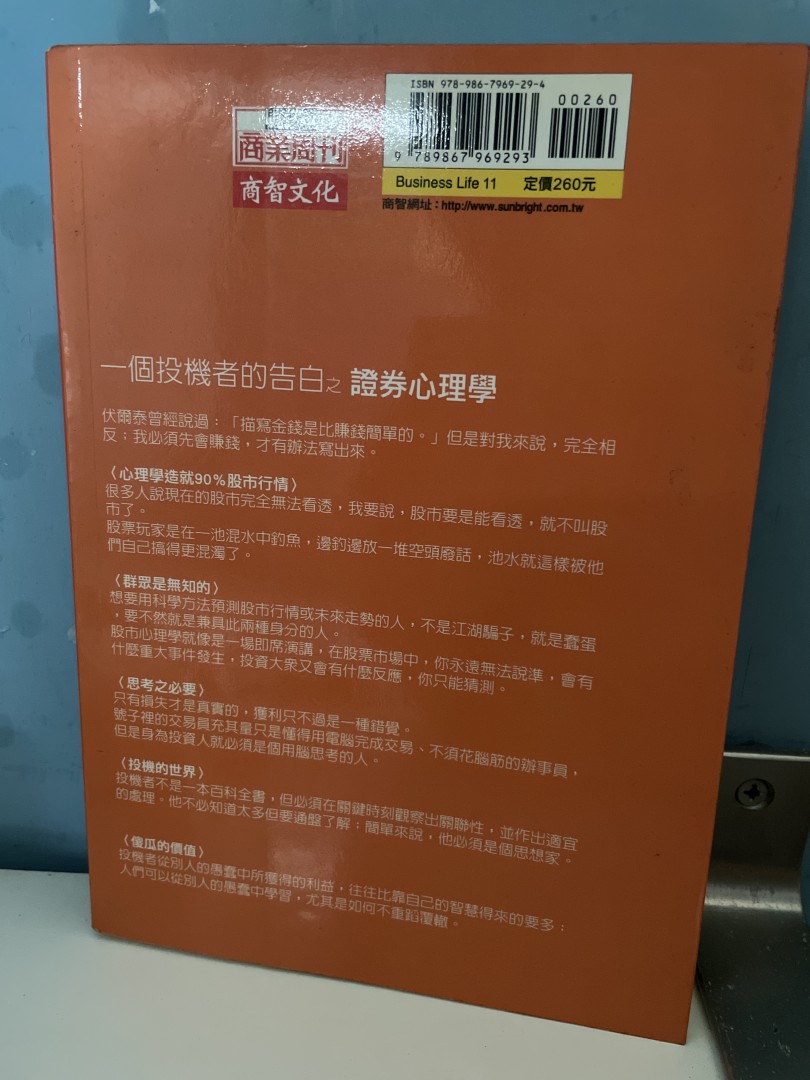 ISBN 978-986-7969-29-4
00260
9 789867 969293
商業周刊
商智文化
Business Life 11 定價260元
商智網址：http://www.sunbright.com.tw
一個投機者的告白之 證券心理學
伏爾泰曾經說過：「描寫金錢是比賺錢簡單的。」但是對我來說，完全相
反；我必須先會賺錢，才有辦法寫出來。
〈心理學造就90%股市行情〉
很多人說現在的股市完全無法看透，我要說，股市要是能看透，就不叫股
市了。
股票玩家是在一池混水中釣魚，邊釣邊放一堆空頭廢話，池水就這樣被他
們自己搞得更混濁了。
〈群眾是無知的〉
想要用科學方法預測股市行情或未來走勢的人，不是江湖騙子，就是蠢蛋
，要不然就是兼具此兩種身分的人。
股市心理學就像是一場即席演講，在股票市場中，你永遠無法說準，會有
什麼重大事件發生，投資大眾又會有什麼反應，你只能猜測。
〈思考之必要〉
只有損失才是真實的，獲利只不過是一種錯覺。
號子裡的交易員充其量只是懂得用電腦完成交易、不須花腦筋的辦事員，
但是身為投資人就必須是個用腦思考的人。
〈投機的世界〉
投機者不是一本百科全書，但必須在關鍵時刻觀察出關聯性，並作出適宜
的處理。他不必知道太多但要通盤了解；簡單來說，他必須是個思想家。
〈傻瓜的價值〉
投機者從別人的愚蠢中所獲得的利益，往往比靠自己的智慧得來的要多；
人們可以從別人的愚蠢中學習，尤其是如何不重蹈覆轍。